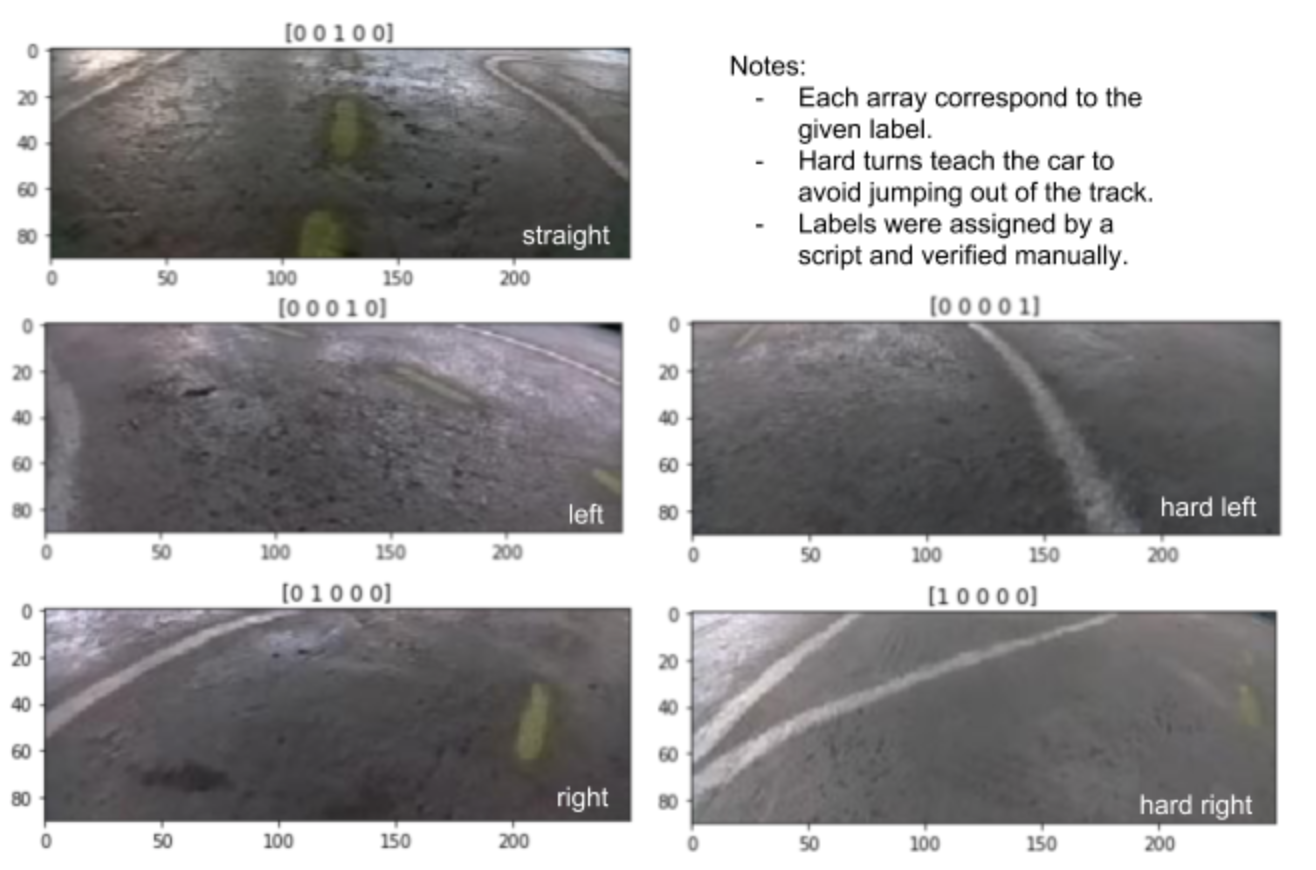 [0 0 1 0 0]
0
20
40
60
80
straight
0 50 100 150 200
Notes:
- Each array correspond to the
given label.
- Hard turns teach the car to
avoid jumping out of the track.
- Labels were assigned by a
script and verified manually.
[0 0 0 1 0]
0
20
40
60
80
left
0 50 100 150 200
[0 0 0 0 1]
0
20
40
60
80
hard left
0 50 100 150 200
[0 1 0 0 0]
0
20
40
60
80
right
0 50 100 150 200
[1 0 0 0 0]
0
20
40
60
80
hard right
0 50 100 150 200